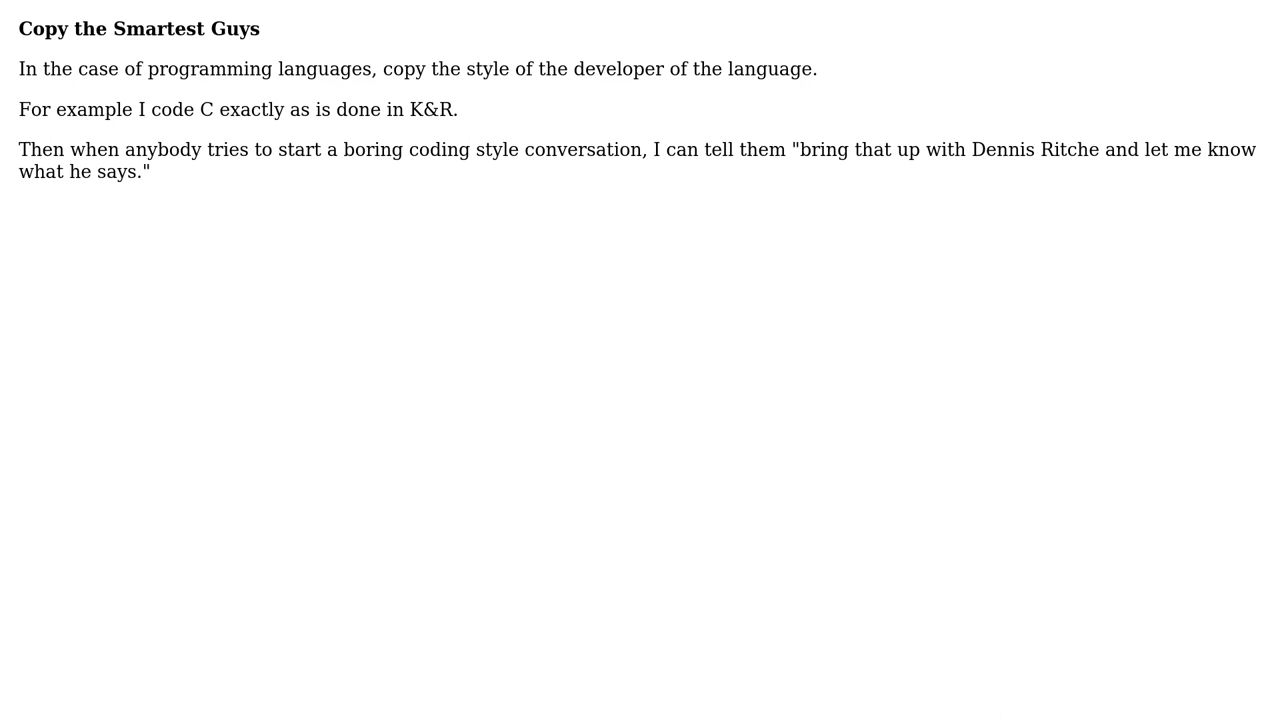 Copy the Smartest Guys
In the case of programming languages, copy the style of the developer of the language.
For example I code C exactly as is done in K&R.
Then when anybody tries to start a boring coding style conversation, I can tell them "bring that up with Dennis Ritche and let me know
what he says."